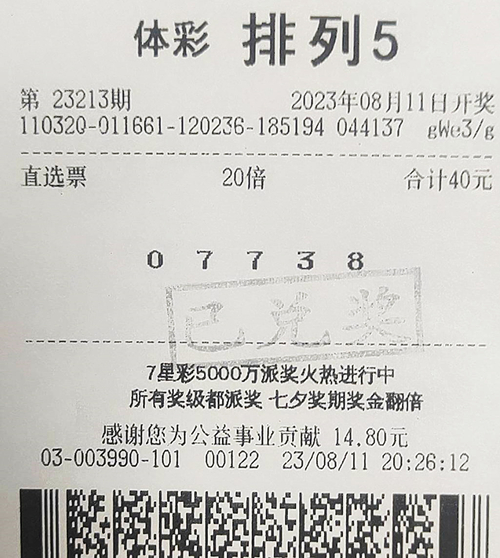 体彩 排列5
第 23213期 2023年08月11日开奖
110320-011661-120236-185194 044137 gWe3/g
直选票 20倍 合计40元
0 7 7 3 8
已兑奖
7星彩5000万派奖火热进行中
所有奖级都派奖 七夕奖期奖金翻倍
感谢您为公益事业贡献 14.80元
03-003990-101 00122 23/08/11 20:26:12